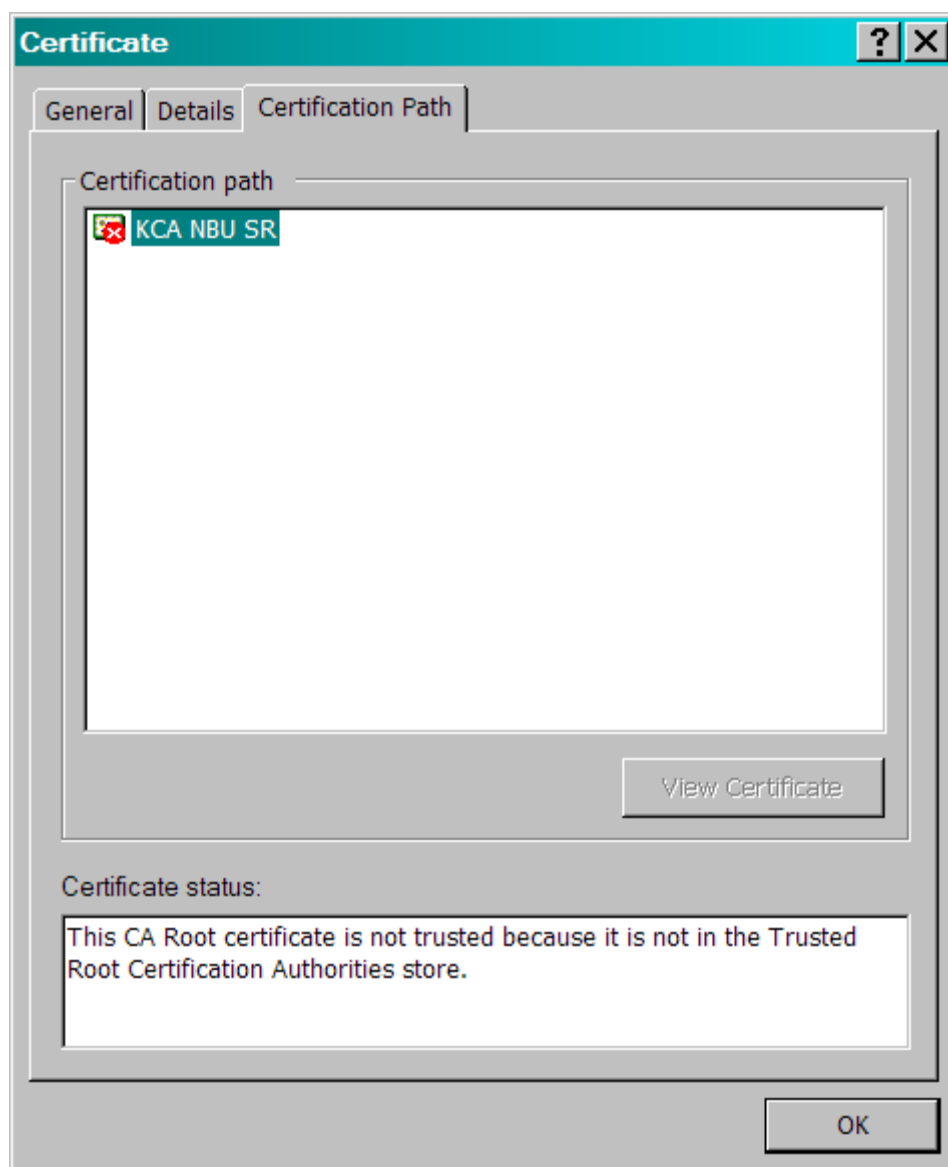 Certificate
General Details Certification Path
Certification path
KCA NBU SR
View Certificate
Certificate status:
This CA Root certificate is not trusted because it is not in the Trusted
Root Certification Authorities store.
OK